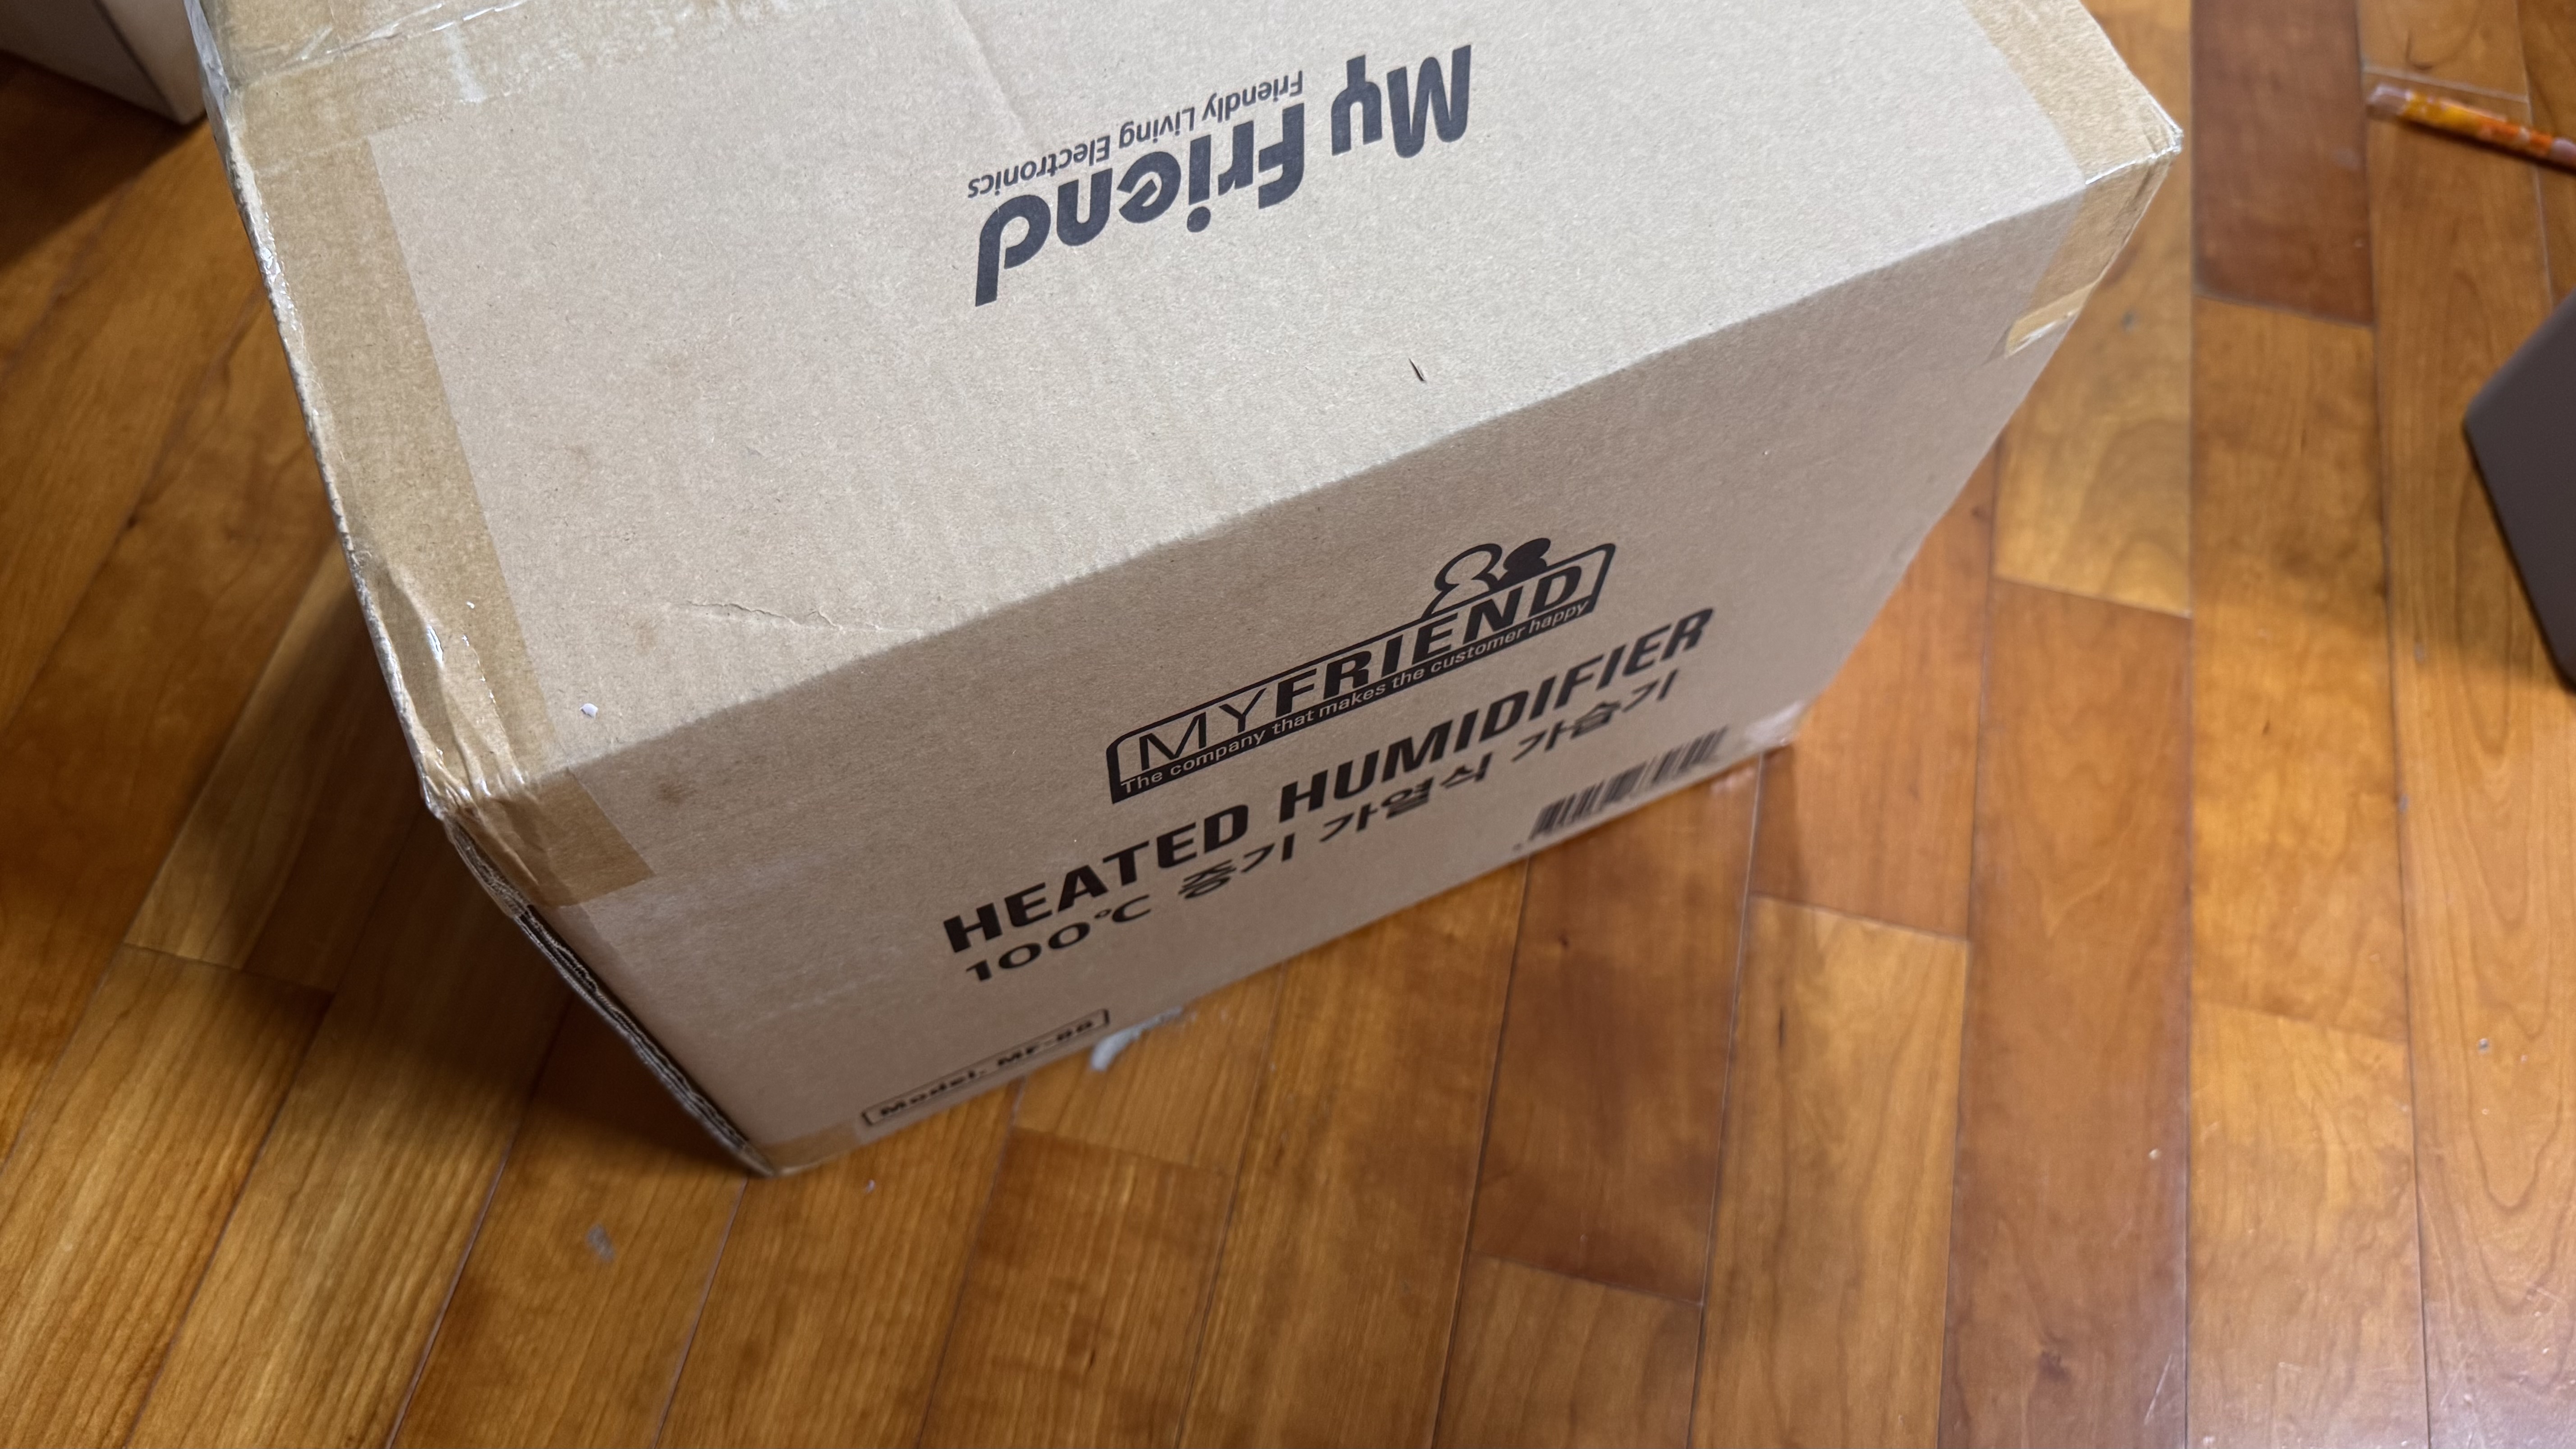 My Friend
Friendly Living Electronics
MYFRIEND
The company that makes the customer happy
HEATED HUMIDIFIER
100℃ 증기 가열식 가습기
Model.